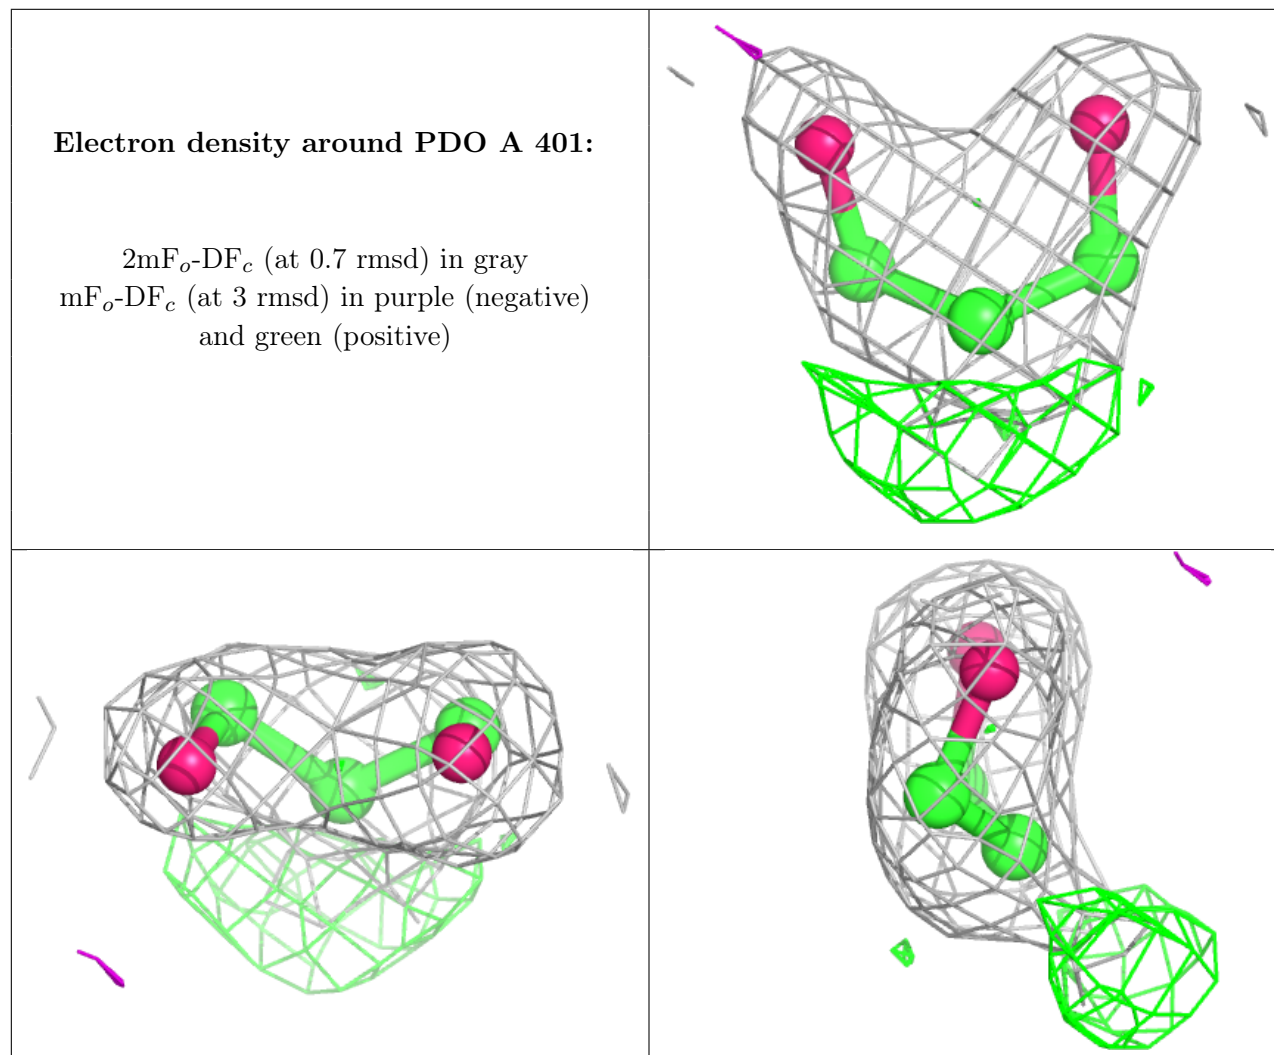 Electron density around PDO A 401:
2mFo-DFc (at 0.7 rmsd) in gray
mFo-DFc (at 3 rmsd) in purple (negative)
and green (positive)